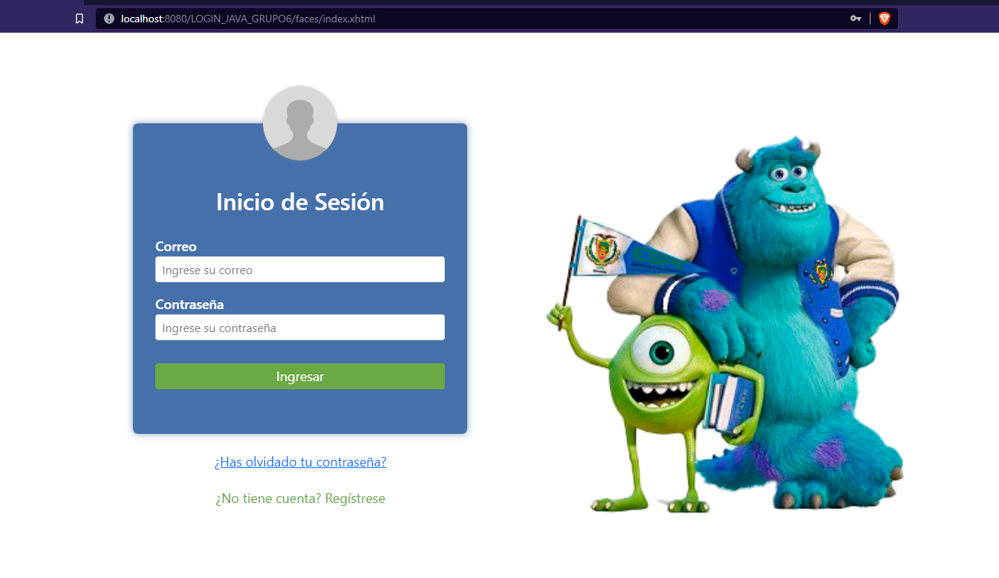 localhost:8080/LOGIN_JAVA_GRUPO6/faces/index.xhtml
Inicio de Sesión
Correo
Ingrese su correo
Contraseña
Ingrese su contraseña
Ingresar
¿Has olvidado tu contraseña?
¿No tiene cuenta? Regístrese
ESPE